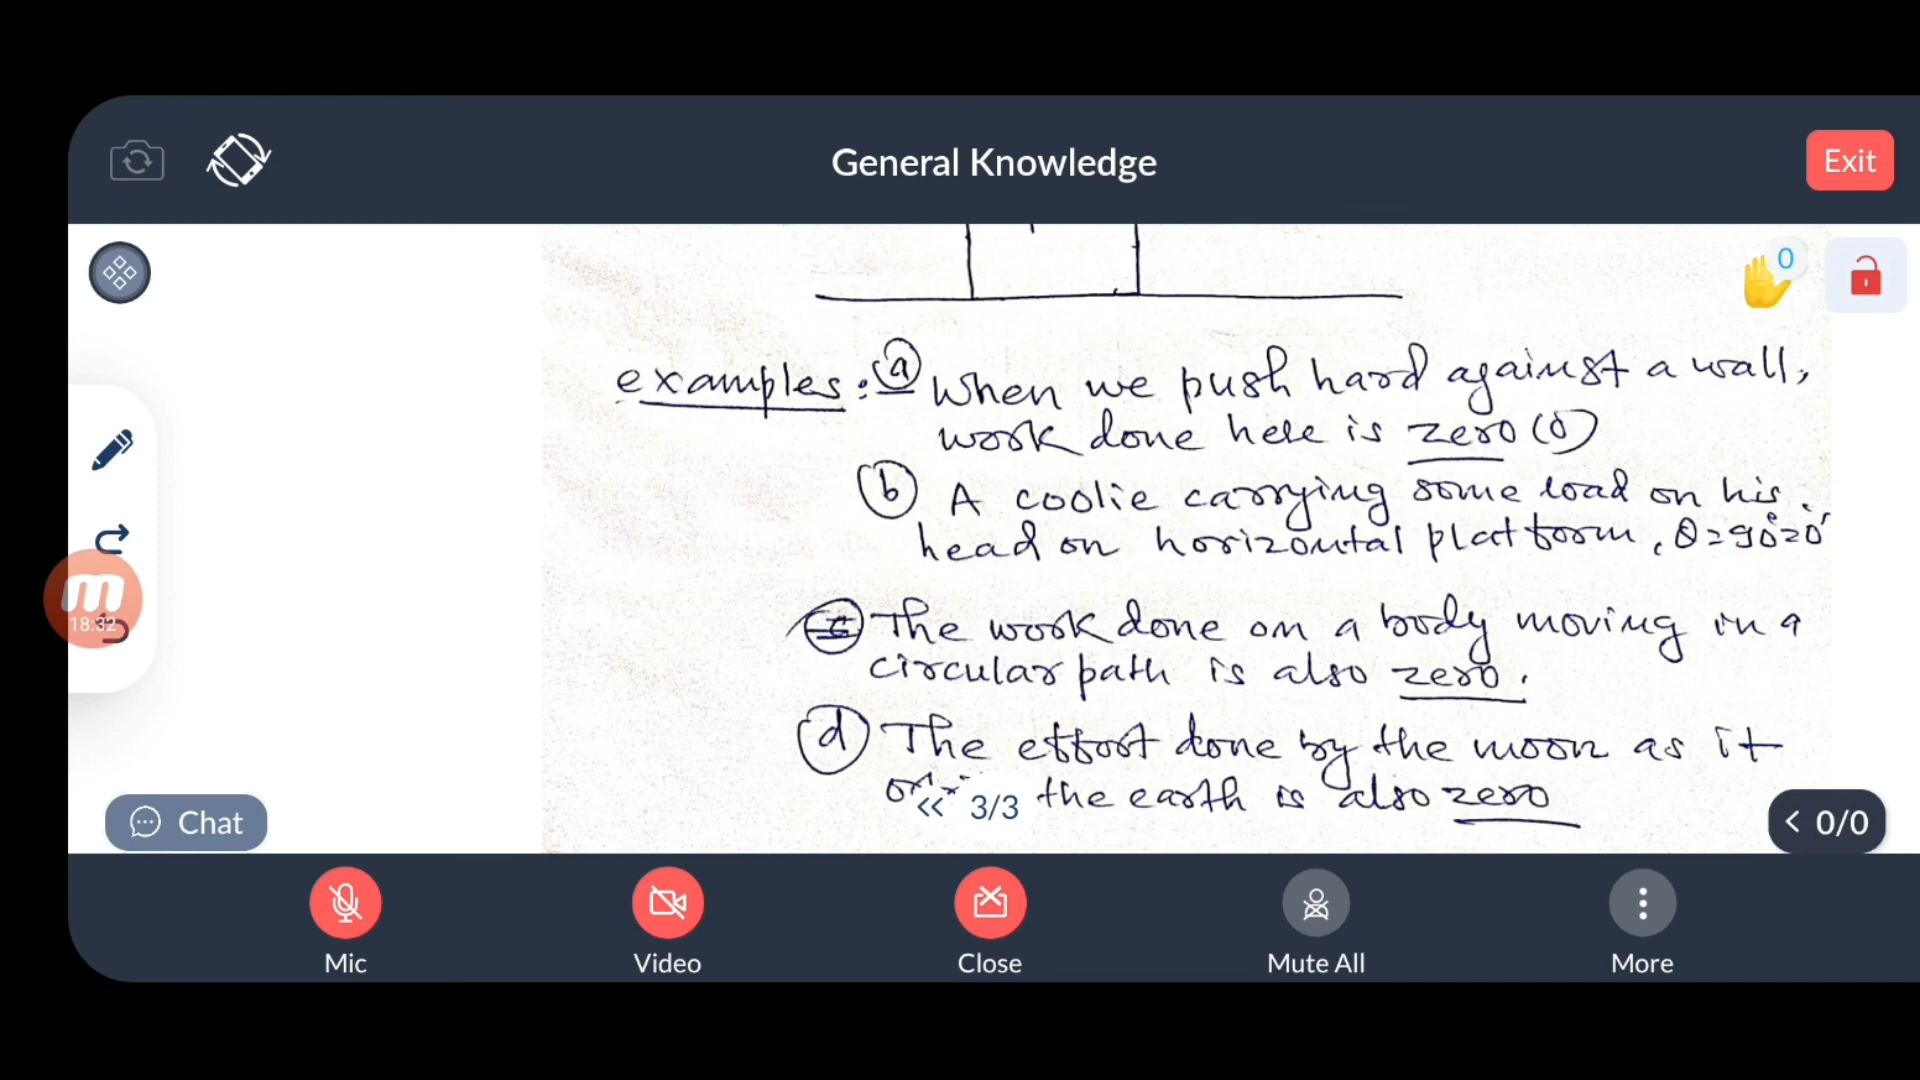 General Knowledge
Exit
0
examples : (a) When we push hard against a wall,
work done here is zero (0)
(b) A coolie carrying some load on his
head on horizontal platform, θ=90°=0
(c) The work done on a body moving in a
circular path is also zero.
(d) The effort done by the moon as it
the earth is also zero
<< 3/3
m
18:32
Chat
< 0/0
Mic
Video
Close
Mute All
More